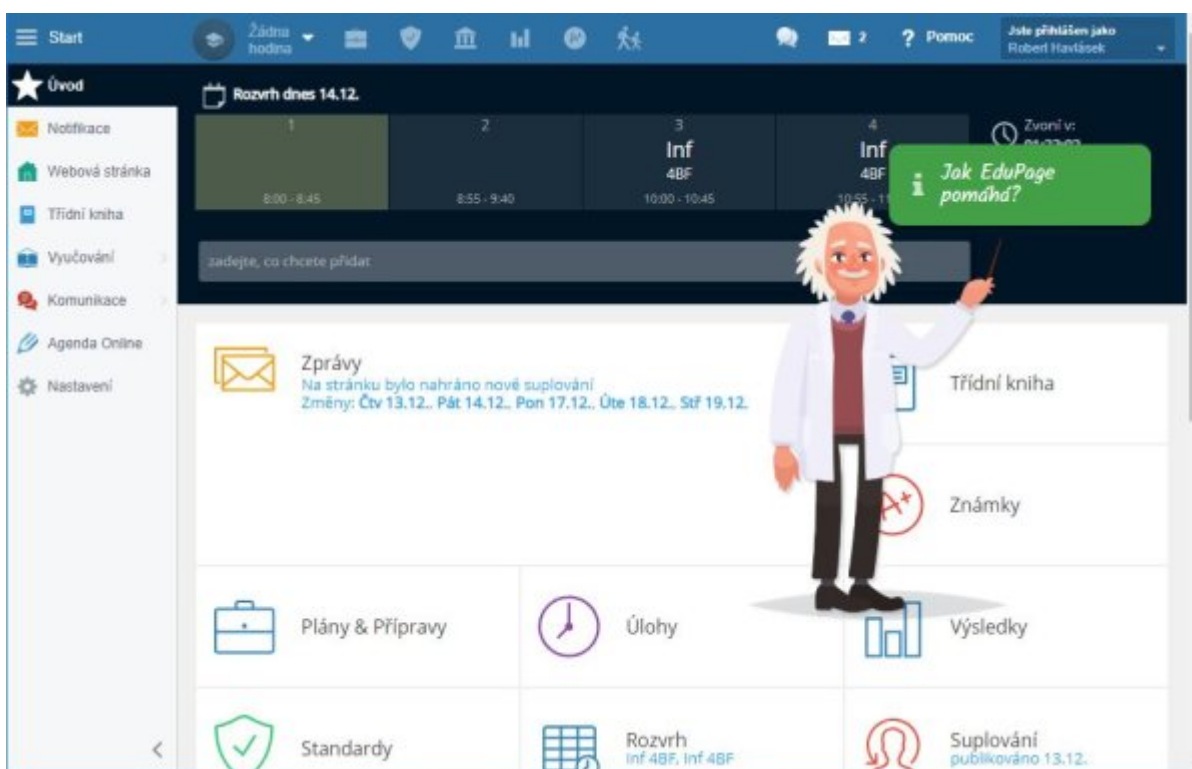 Start
Žádná
hodina
2
? Pomoc
Jste přihlášen jako
Robert Havlásek
Úvod
Rozvrh dnes 14.12.
Notifikace
Webová stránka
Třídní kniha
Vyučování
Komunikace
Agenda Online
Nastavení
1
8:00 - 8:45
2
8:55 - 9:40
3
Inf
4BF
10:00 - 10:45
4
Inf
4BF
10:55 - 11
Zvoní v:
i Jak EduPage
pomáhá?
zadejte, co chcete přidat
Zprávy
Na stránku bylo nahráno nové suplování
Změny: Čtv 13.12., Pát 14.12., Pon 17.12., Úte 18.12., Stř 19.12.
Třídní kniha
A+
Známky
Plány & Přípravy
Úlohy
Výsledky
Standardy
Rozvrh
Inf 4BF, Inf 4BF
Suplování
publikováno 13.12.